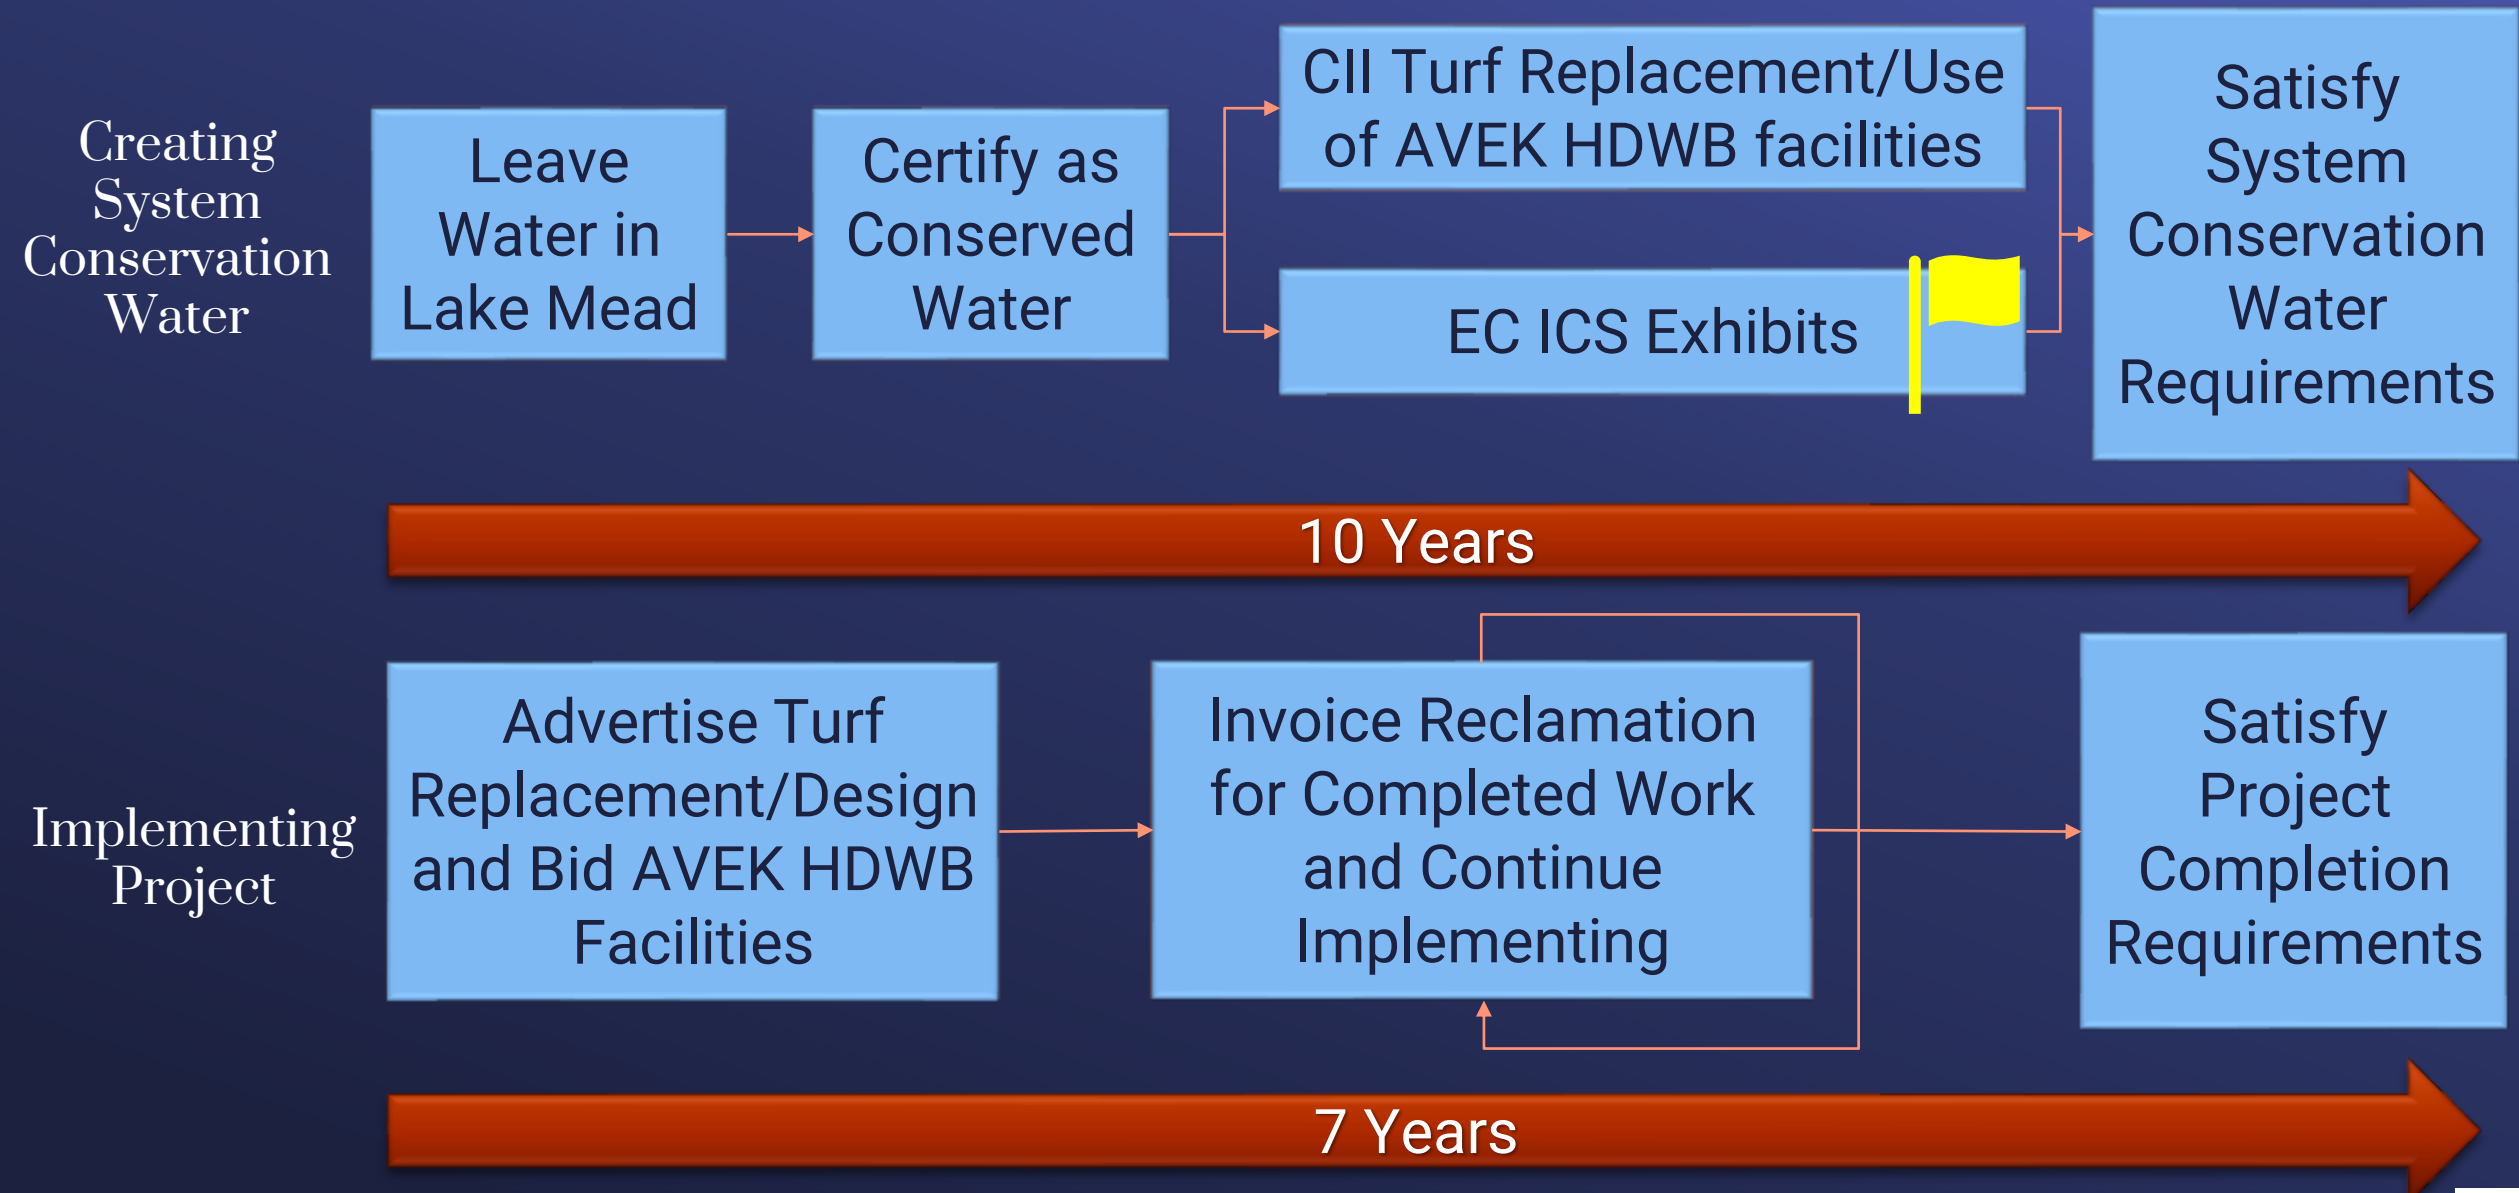 Creating
System
Conservation
Water
Leave
Water in
Lake Mead
Certify as
Conserved
Water
CII Turf Replacement/Use
of AVEK HDWB facilities
EC ICS Exhibits
Satisfy
System
Conservation
Water
Requirements
10 Years
Implementing
Project
Advertise Turf
Replacement/Design
and Bid AVEK HDWB
Facilities
Invoice Reclamation
for Completed Work
and Continue
Implementing
Satisfy
Project
Completion
Requirements
7 Years